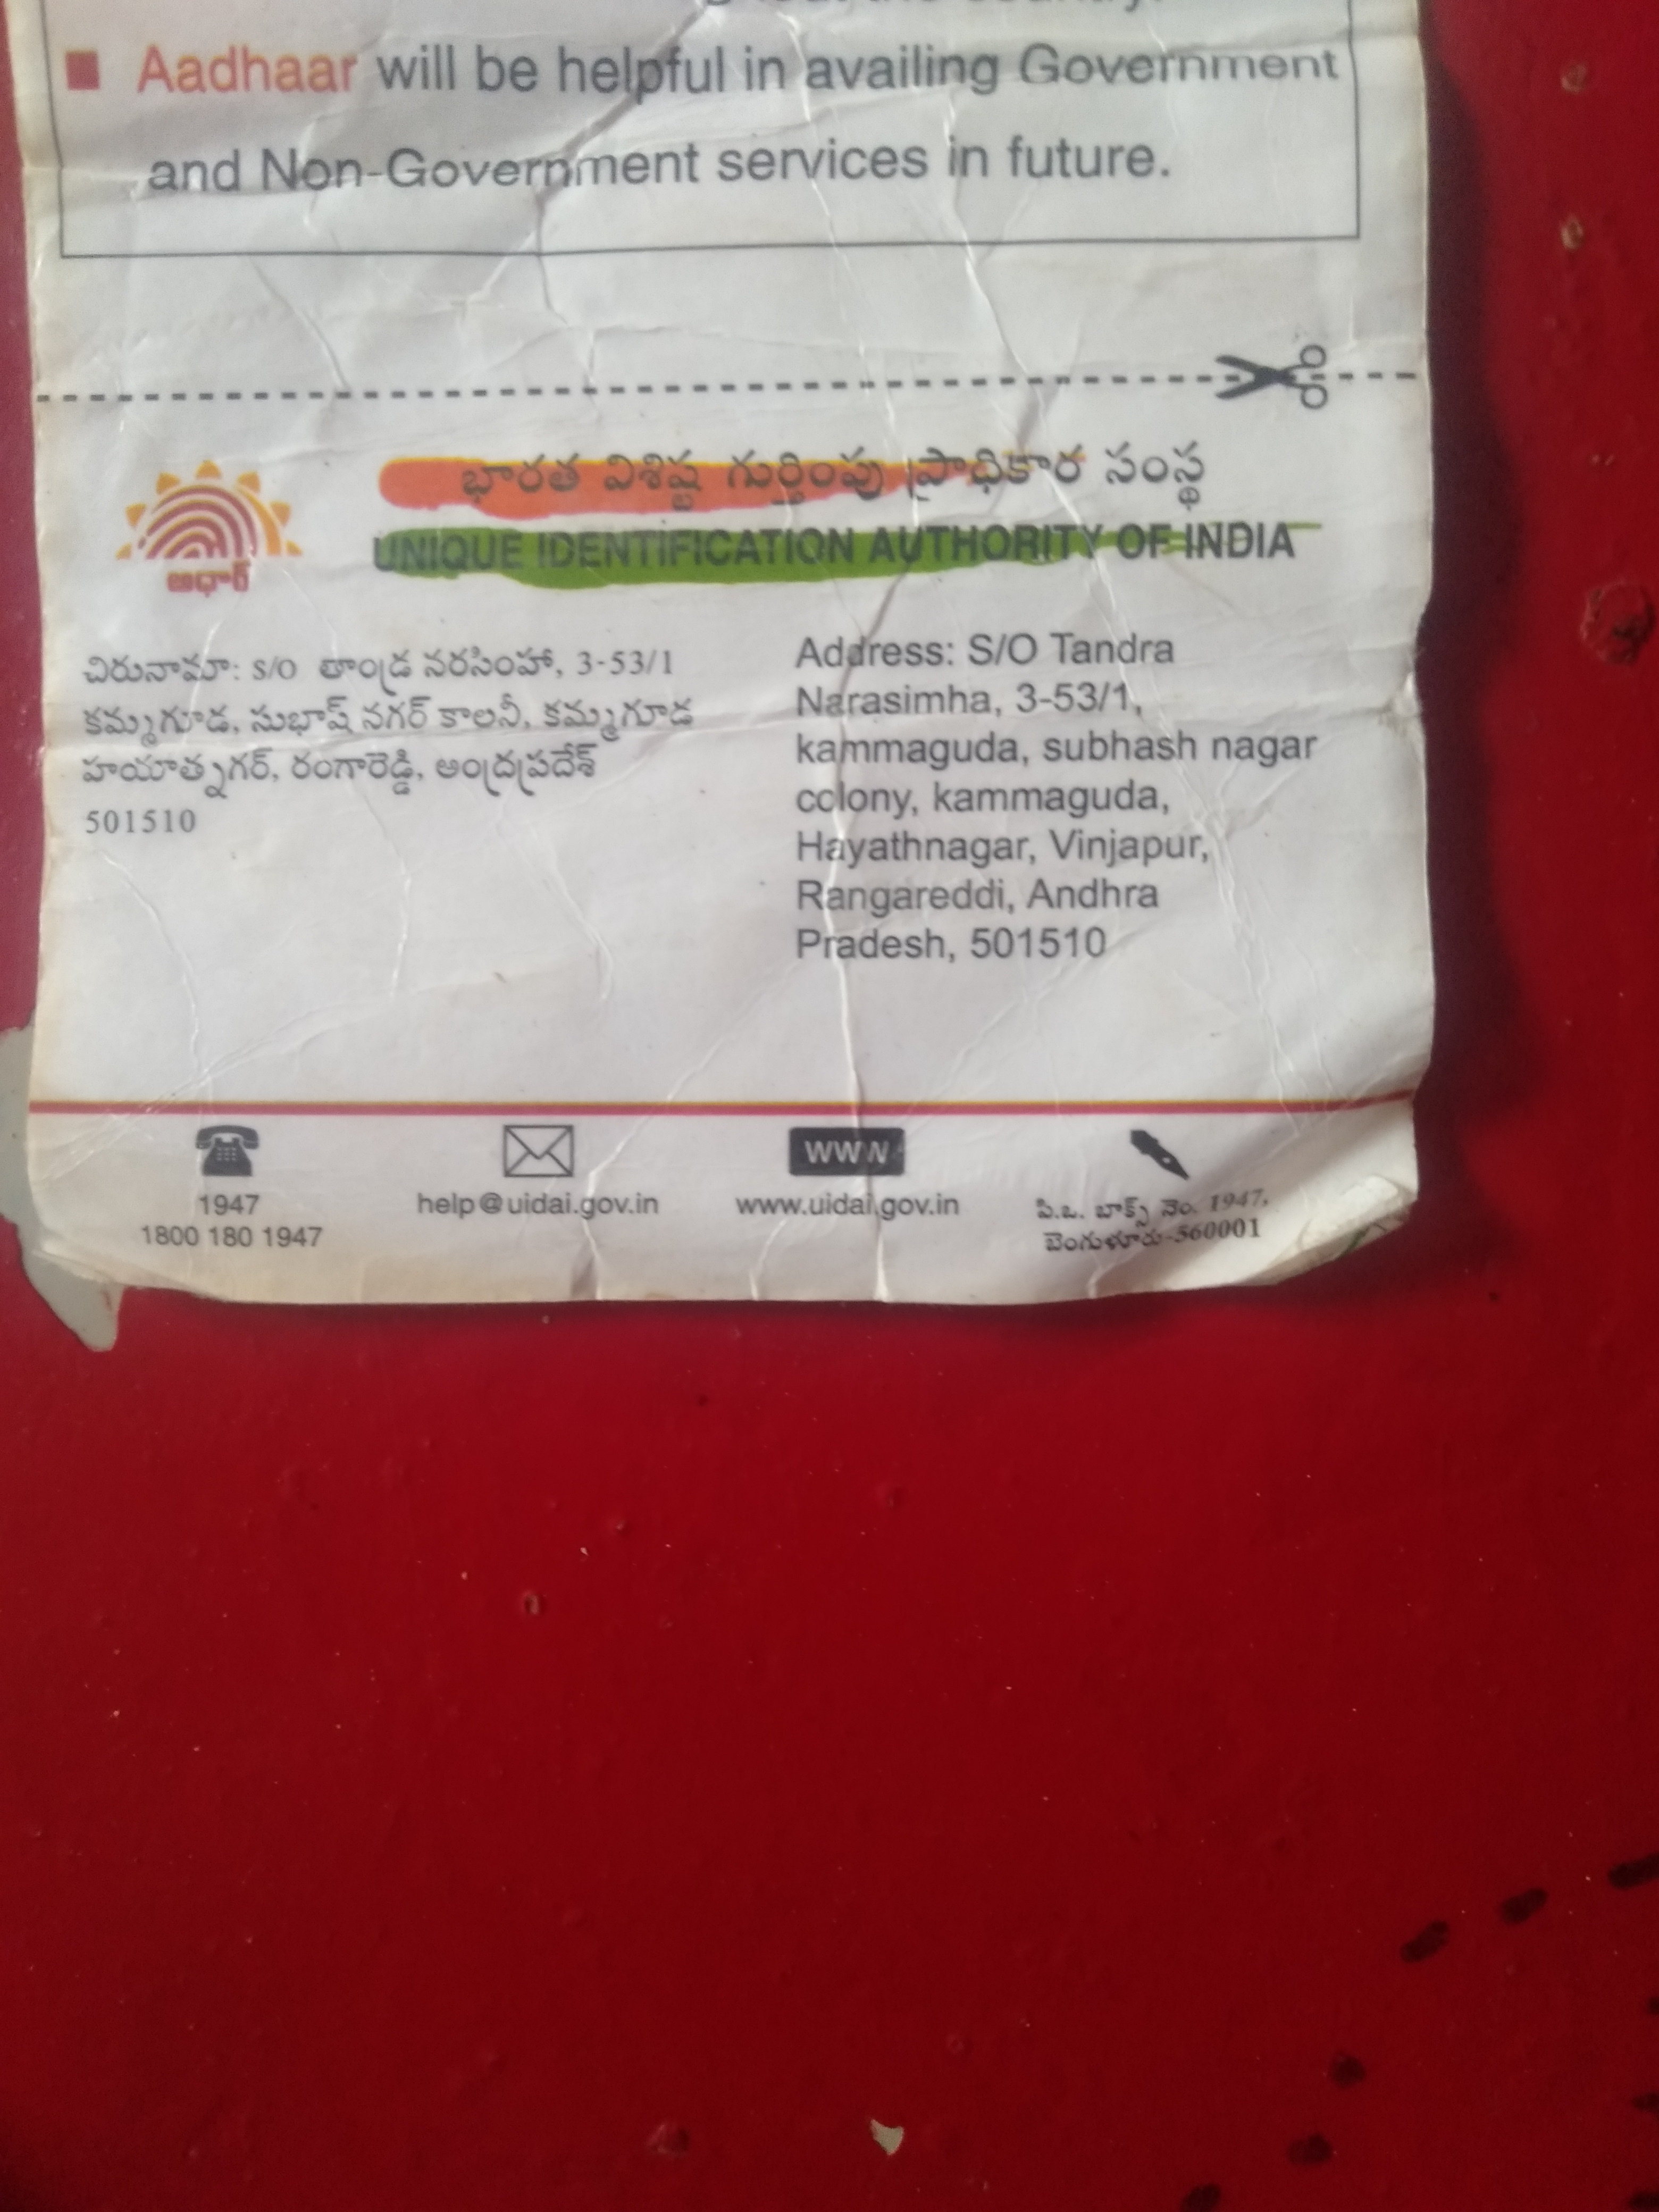 the country.
■ Aadhaar will be helpful in availing Government
and Non-Government services in future.
భారత విశిష్ట గుర్తింపు ప్రాధికార సంస్థ
UNIQUE IDENTIFICATION AUTHORITY OF INDIA
ఆధార్
చిరునామా: S/O తాండ్ర నరసింహా, 3-53/1
కమ్మగూడ, సుభాష్ నగర్ కాలనీ, కమ్మగూడ
హయాత్నగర్, రంగారెడ్డి, అంద్రప్రదేశ్
501510
Address: S/O Tandra
Narasimha, 3-53/1,
kammaguda, subhash nagar
colony, kammaguda,
Hayathnagar, Vinjapur,
Rangareddi, Andhra
Pradesh, 501510
1947
1800 180 1947
help@uidai.gov.in
WWW
www.uidai.gov.in
పి.ఒ. బాక్స్ నెం. 1947,
బెంగుళూరు-560001